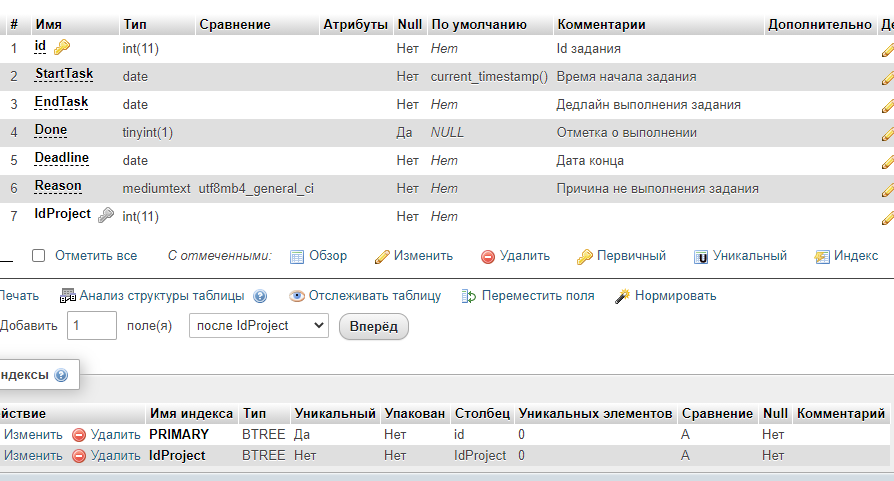 # Имя Тип Сравнение Атрибуты Null По умолчанию Комментарии Дополнительно Де
1 id int(11) Нет Нет Id задания
2 StartTask date Нет current_timestamp() Время начала задания
3 EndTask date Нет Нет Дедлайн выполнения задания
4 Done tinyint(1) Да NULL Отметка о выполнении
5 Deadline date Нет Нет Дата конца
6 Reason mediumtext utf8mb4_general_ci Нет Нет Причина не выполнения задания
7 IdProject int(11) Нет Нет
Отметить все С отмеченными: Обзор Изменить Удалить Первичный Уникальный Индекс
Печать Анализ структуры таблицы Отслеживать таблицу Переместить поля Нормировать
Добавить 1 поле(я) после IdProject Вперёд
ндексы
йствие Имя индекса Тип Уникальный Упакован Столбец Уникальных элементов Сравнение Null Комментарий
Изменить Удалить PRIMARY BTREE Да Нет id 0 A Нет
Изменить Удалить IdProject BTREE Нет Нет IdProject 0 A Нет